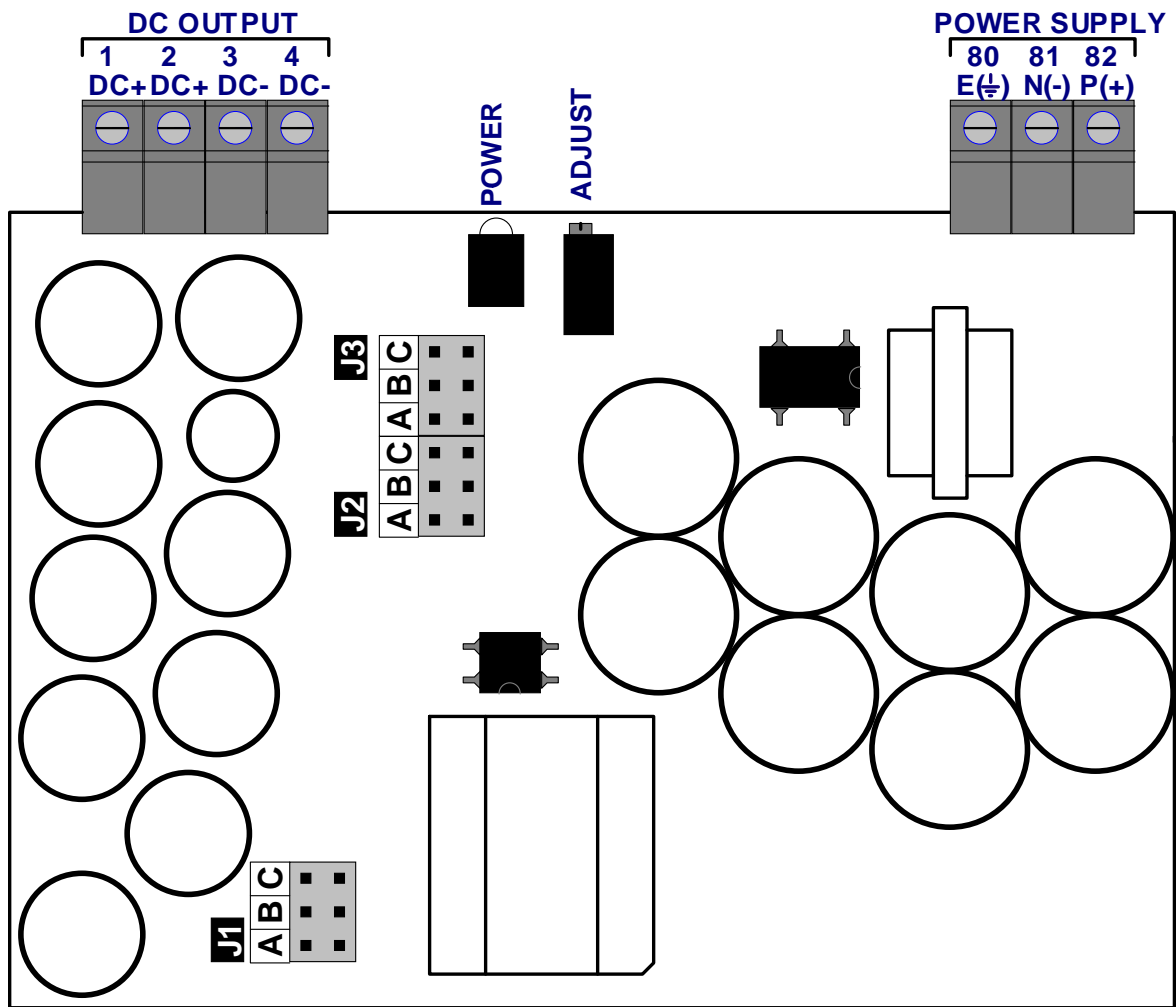 DC OUTPUT
1 2 3 4
DC+ DC+ DC- DC-
POWER SUPPLY
80 81 82
E(⏚) N(-) P(+)
POWER
ADJUST
J3
C
B
A
J2
C
B
A
J1
C
B
A